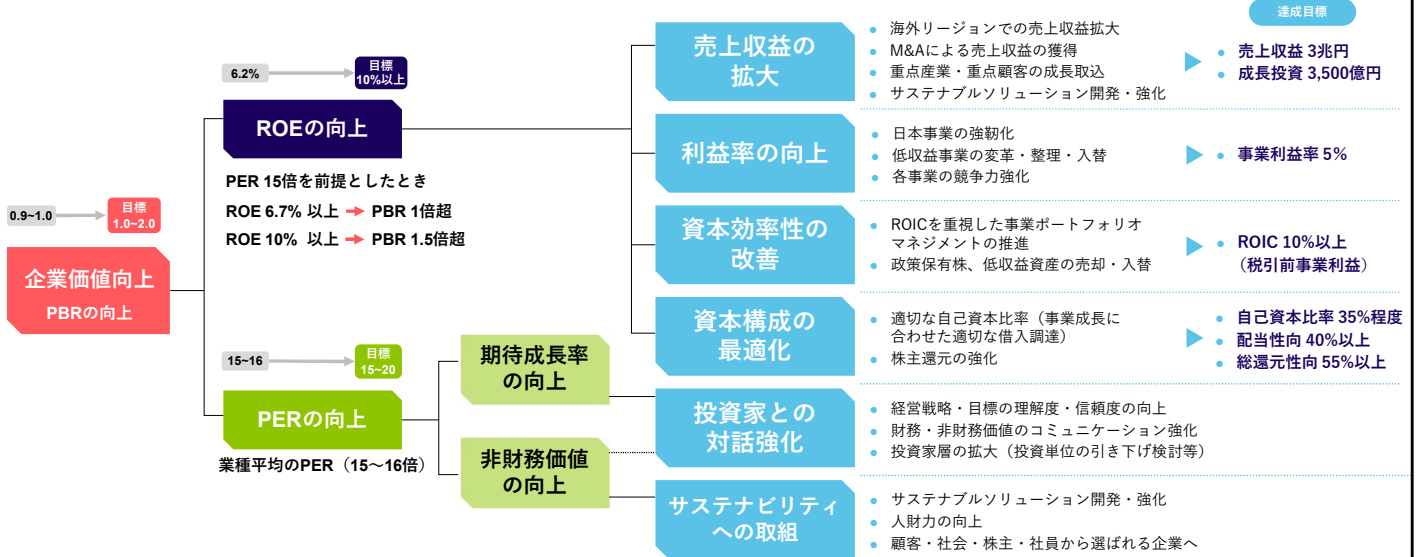 達成目標
0.9~1.0
目標
1.0~2.0
企業価値向上
PBRの向上
6.2%
目標
10%以上
ROEの向上
PER 15倍を前提としたとき
ROE 6.7% 以上 → PBR 1倍超
ROE 10% 以上 → PBR 1.5倍超
15~16
目標
15~20
PERの向上
業種平均のPER（15～16倍）
期待成長率
の向上
非財務価値
の向上
売上収益の
拡大
● 海外リージョンでの売上収益拡大
● M&Aによる売上収益の獲得
● 重点産業・重点顧客の成長取込
● サステナブルソリューション開発・強化
● 売上収益 3兆円
● 成長投資 3,500億円
利益率の向上
● 日本事業の強靭化
● 低収益事業の変革・整理・入替
● 各事業の競争力強化
● 事業利益率 5%
資本効率性の
改善
● ROICを重視した事業ポートフォリオ
マネジメントの推進
● 政策保有株、低収益資産の売却・入替
● ROIC 10%以上
（税引前事業利益）
資本構成の
最適化
● 適切な自己資本比率（事業成長に
合わせた適切な借入調達）
● 株主還元の強化
● 自己資本比率 35%程度
● 配当性向 40%以上
● 総還元性向 55%以上
投資家との
対話強化
● 経営戦略・目標の理解度・信頼度の向上
● 財務・非財務価値のコミュニケーション強化
● 投資家層の拡大（投資単位の引き下げ検討等）
サステナビリティ
への取組
● サステナブルソリューション開発・強化
● 人財力の向上
● 顧客・社会・株主・社員から選ばれる企業へ